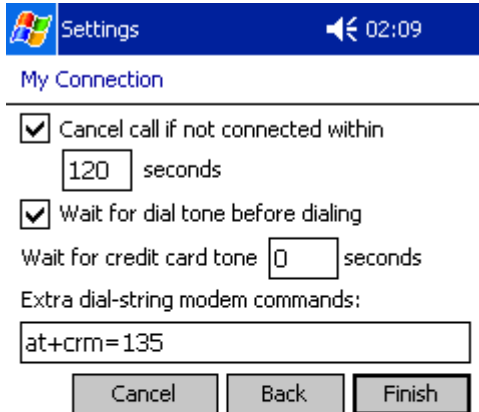 Settings 02:09
My Connection
Cancel call if not connected within
120 seconds
Wait for dial tone before dialing
Wait for credit card tone 0 seconds
Extra dial-string modem commands:
at+crm=135
Cancel Back Finish